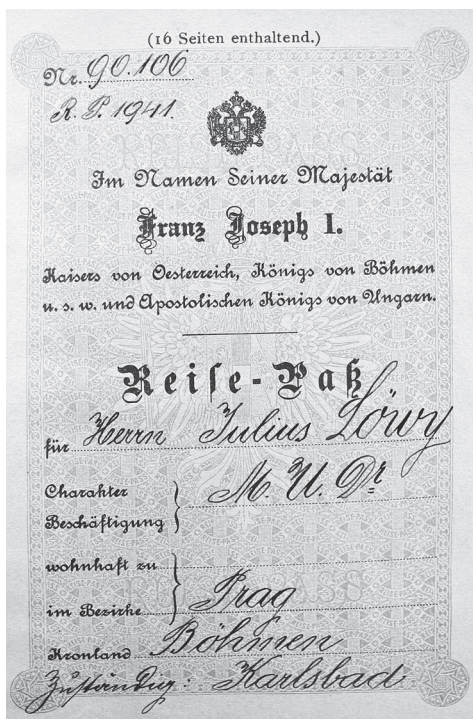 (16 Seiten enthaltend.)
Nr. 90.106
R. P. 1941.
Im Namen Seiner Majestät
Franz Joseph I.
Kaisers von Oesterreich, Königs von Böhmen
u. s. w. und Apostolischen Königs von Ungarn.
Reise-Paß
für Herrn Julius Löwy
Charakter
Beschäftigung } M. U. Dr
wohnhaft zu
im Bezirke } Prag
Kronland Böhmen
Zuständig: Karlsbad